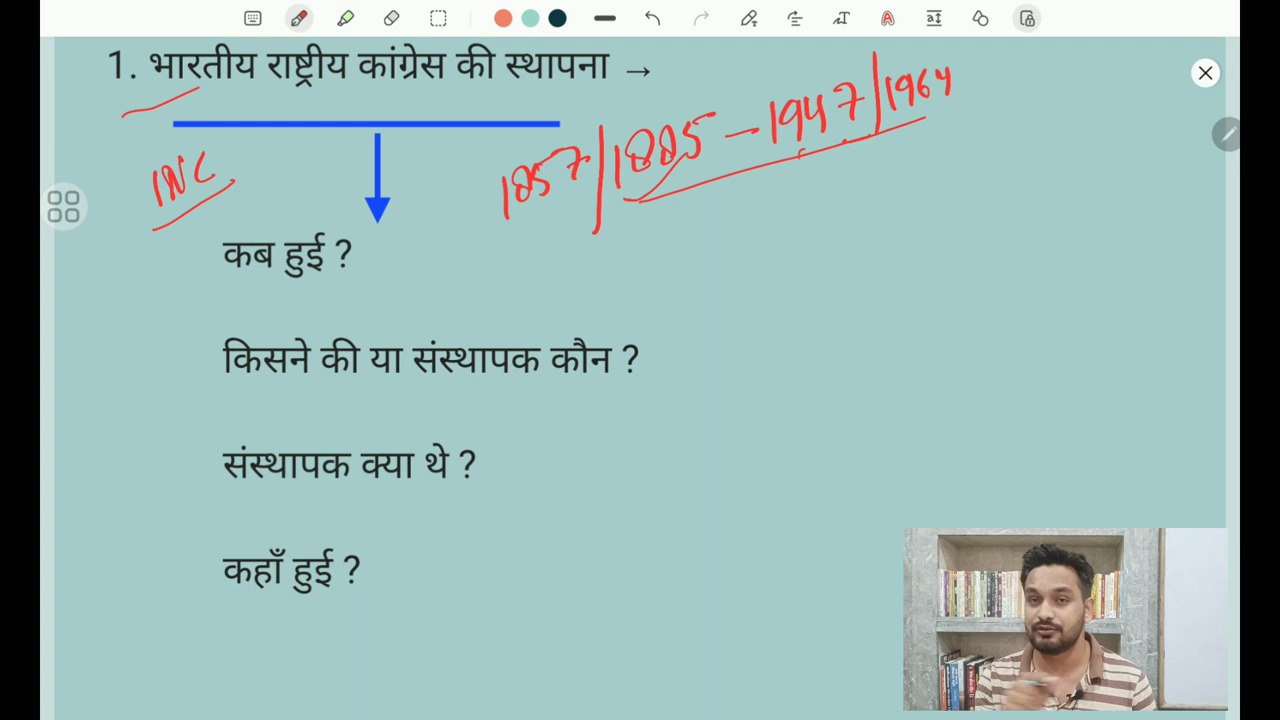 1. भारतीय राष्ट्रीय कांग्रेस की स्थापना →
1857/1885 - 1947/1964
INC
कब हुई ?
किसने की या संस्थापक कौन ?
संस्थापक क्या थे ?
कहाँ हुई ?